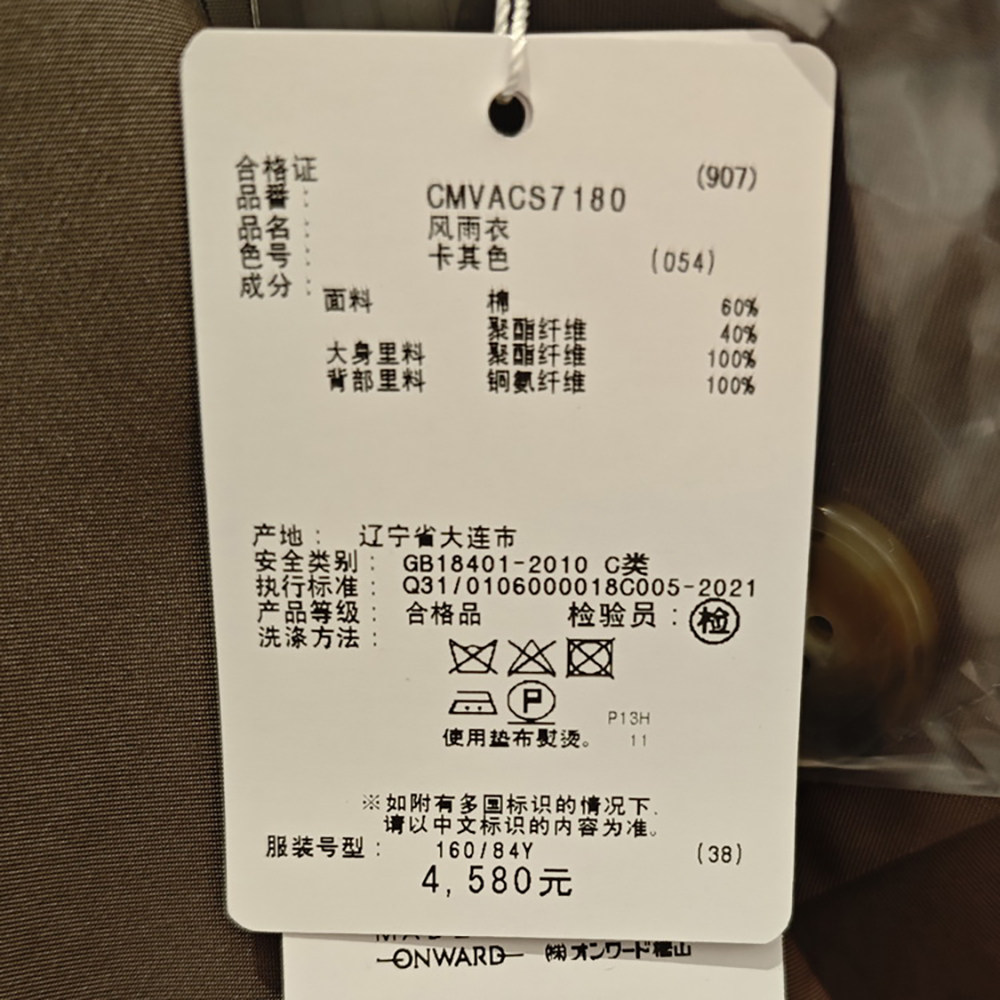 合格证
(907)
品番： CMVACS7180
品名： 风雨衣
色号： 卡其色 (054)
成分：
面料 棉 60%
聚酯纤维 40%
大身里料 聚酯纤维 100%
背部里料 铜氨纤维 100%
产地： 辽宁省大连市
安全类别： GB18401-2010 C类
执行标准： Q31/0106000018C005-2021
产品等级： 合格品 检验员： 检
洗涤方法：
P
P13H
使用垫布熨烫。 11
※如附有多国标识的情况下，
请以中文标识的内容为准。
服装号型： 160/84Y (38)
4,580元
ONWARD ㈱オンワード樫山